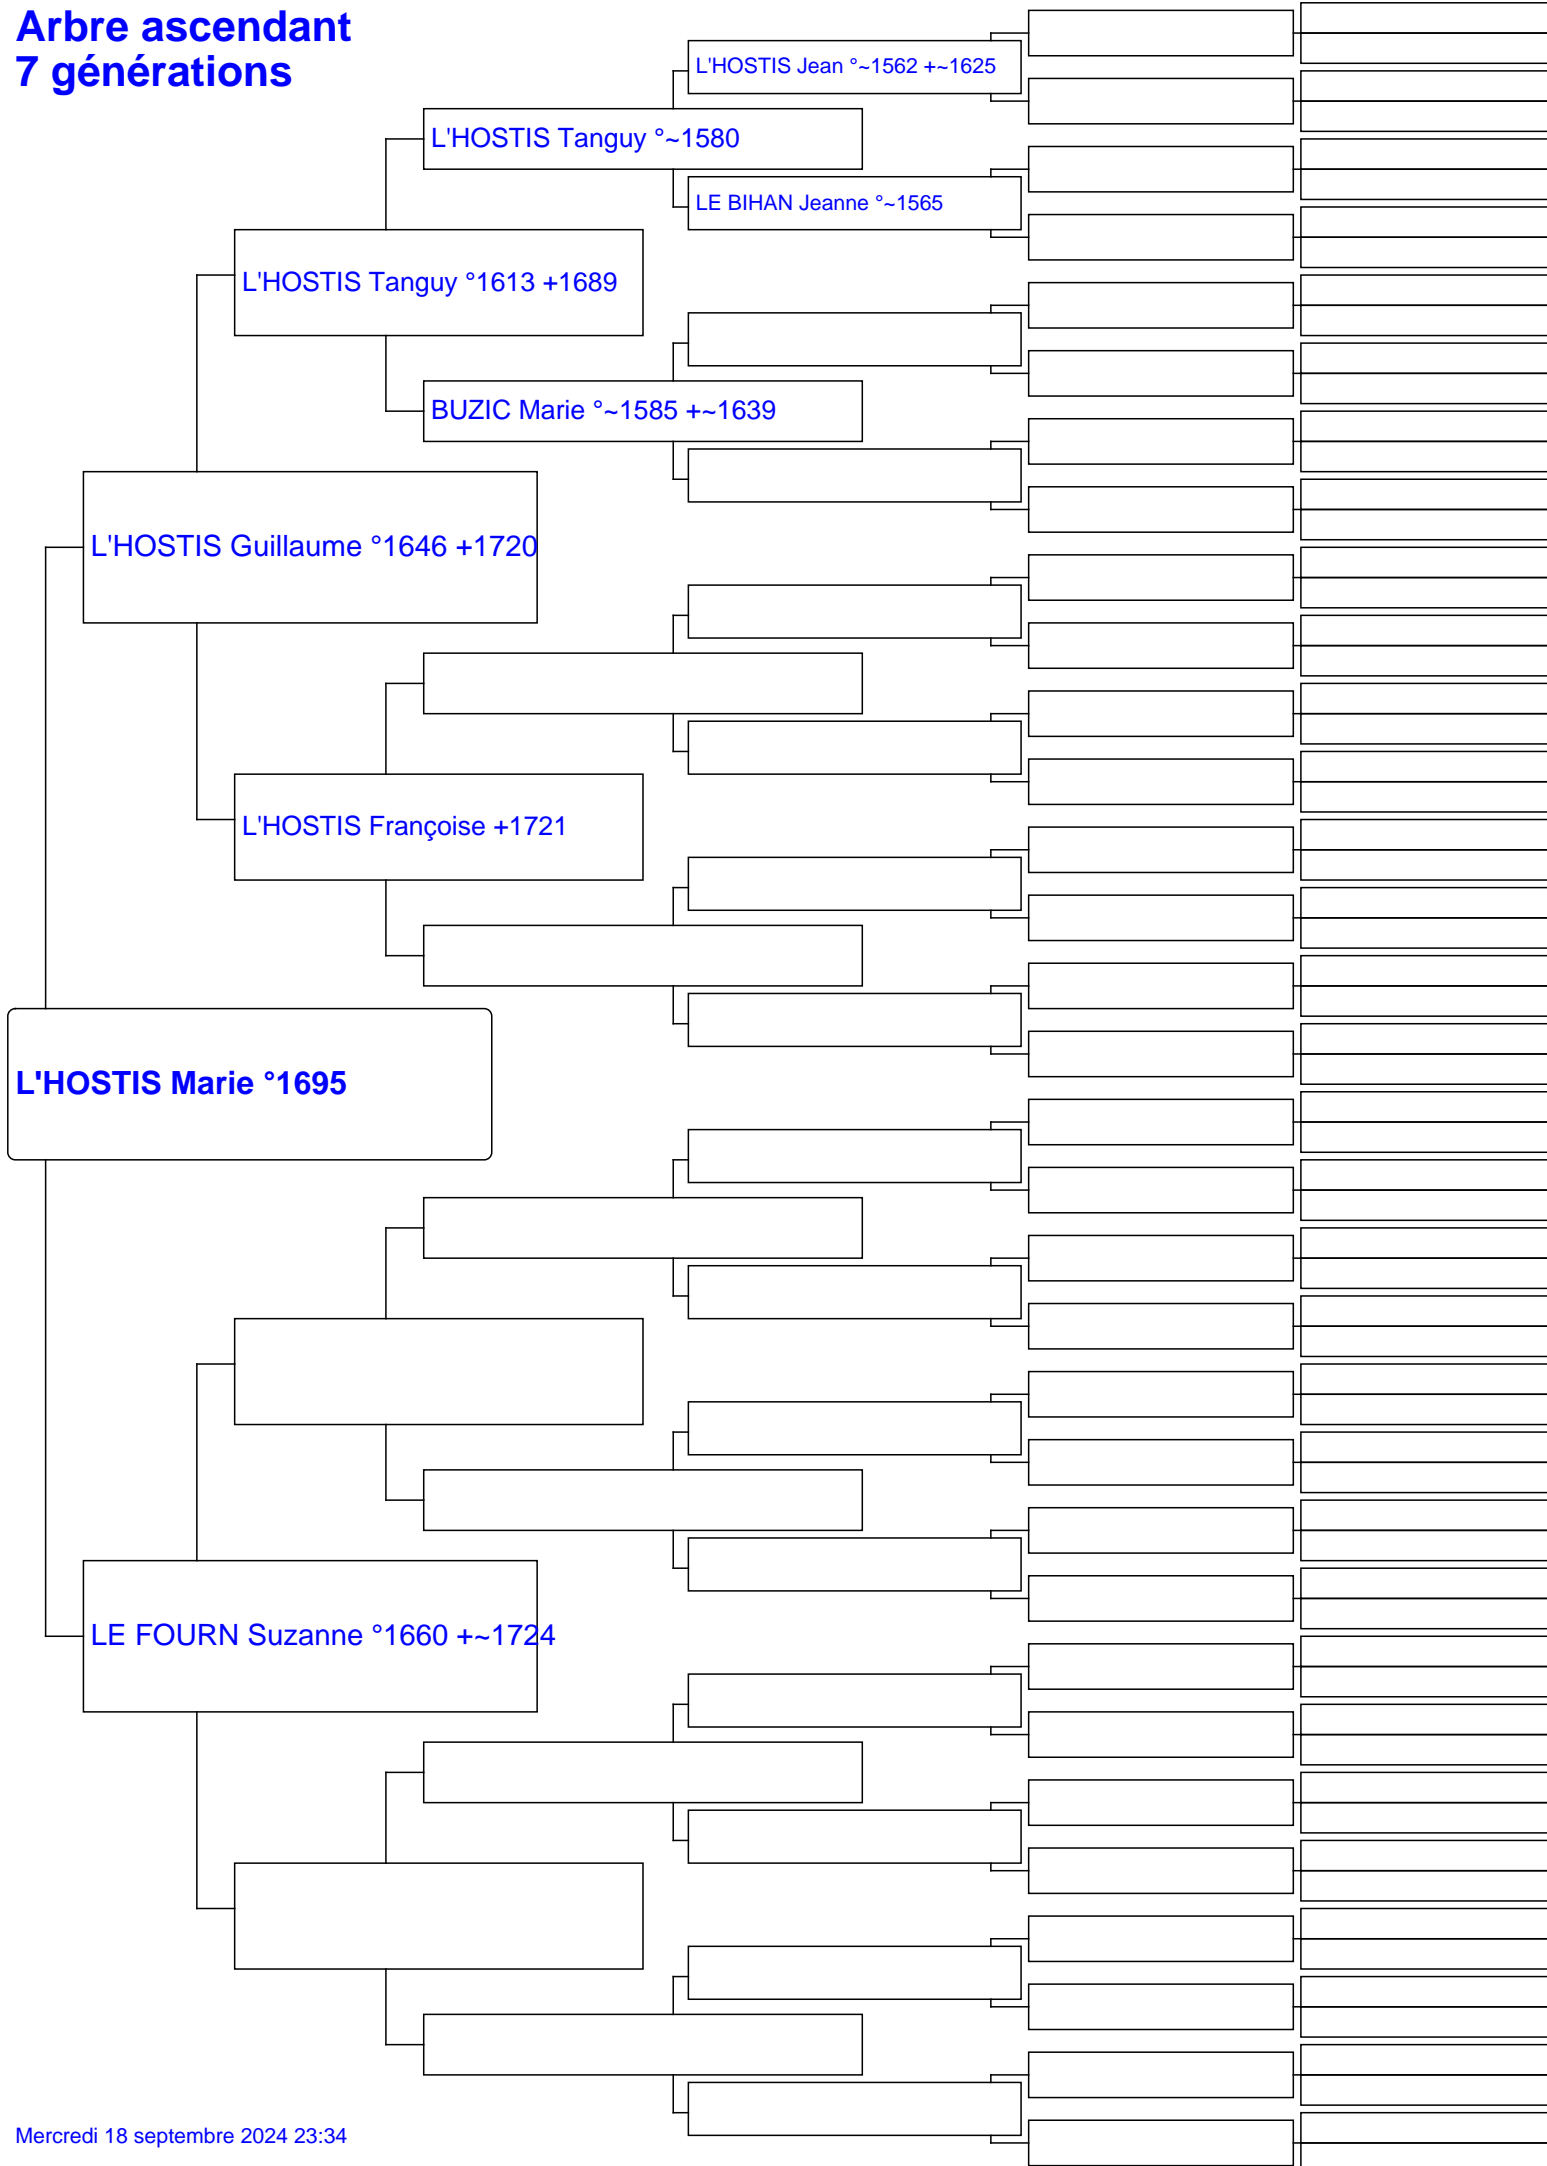 Arbre ascendant
7 générations
L'HOSTIS Jean °~1562 +~1625
L'HOSTIS Tanguy °~1580
LE BIHAN Jeanne °~1565
L'HOSTIS Tanguy °1613 +1689
BUZIC Marie °~1585 +~1639
L'HOSTIS Guillaume °1646 +1720
L'HOSTIS Françoise +1721
L'HOSTIS Marie °1695
LE FOURN Suzanne °1660 +~1724
Mercredi 18 septembre 2024 23:34